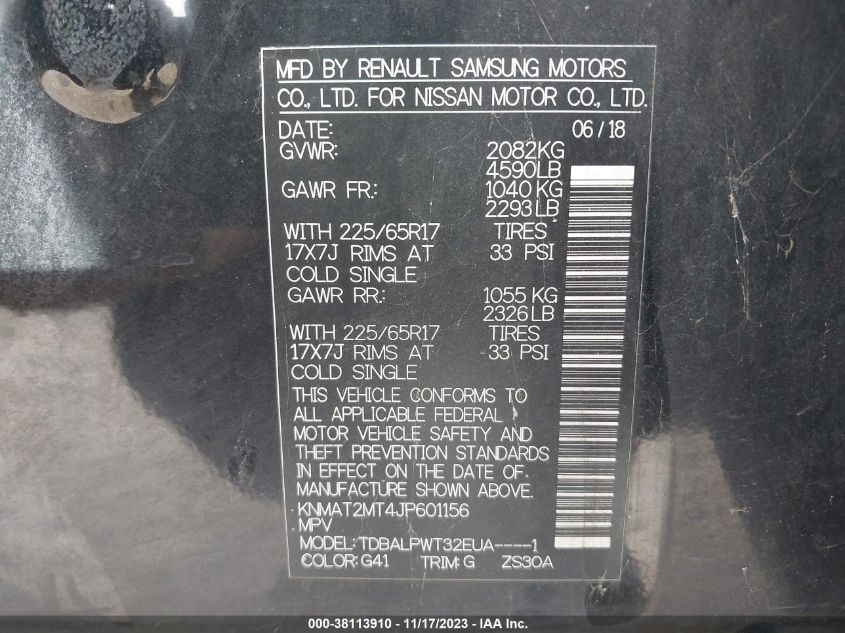 MFD BY RENAULT SAMSUNG MOTORS
CO., LTD. FOR NISSAN MOTOR CO., LTD.
DATE: 06/18
GVWR: 2082KG
4590LB
GAWR FR: 1040 KG
2293 LB
WITH 225/65R17 TIRES
17X7J RIMS AT 33 PSI
COLD SINGLE
GAWR RR: 1055 KG
2326LB
WITH 225/65R17 TIRES
17X7J RIMS AT 33 PSI
COLD SINGLE
THIS VEHICLE CONFORMS TO
ALL APPLICABLE FEDERAL
MOTOR VEHICLE SAFETY AND
THEFT PREVENTION STANDARDS
IN EFFECT ON THE DATE OF
MANUFACTURE SHOWN ABOVE.
KNMAT2MT4JP601156
MPV
MODEL: TDBALPWT32EUA----1
COLOR: G41 TRIM: G ZS30A
000-38113910 - 11/17/2023 - IAA Inc.